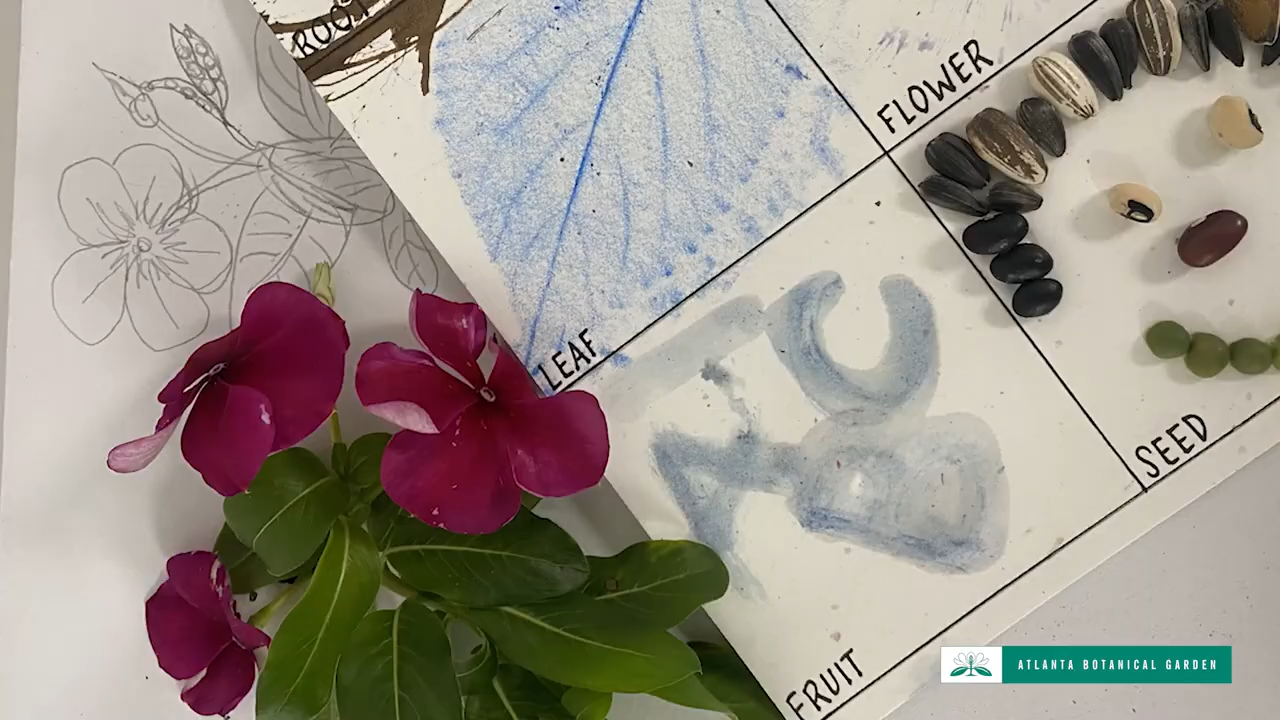 ROOT
FLOWER
LEAF
SEED
FRUIT
ATLANTA BOTANICAL GARDEN